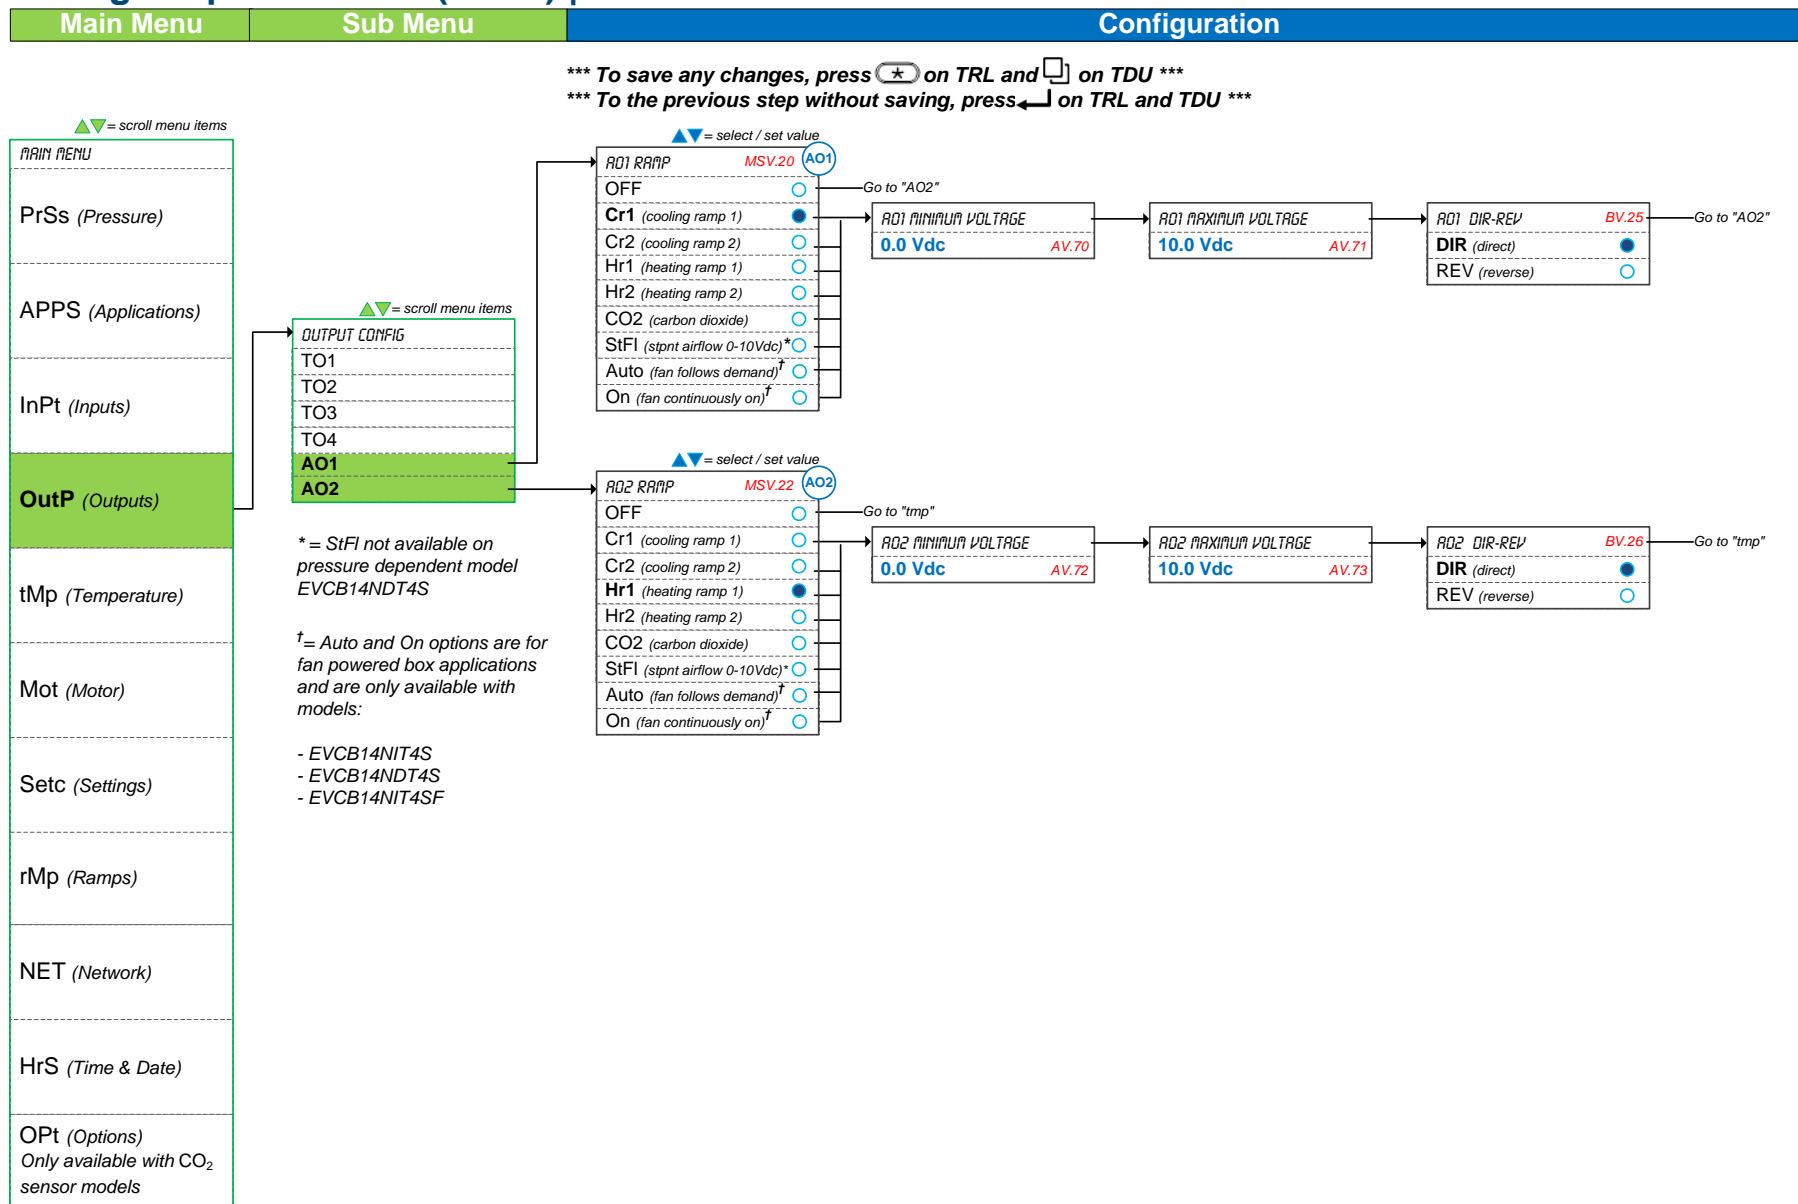 Main Menu
Sub Menu
Configuration
*** To save any changes, press on TRL and on TDU ***
*** To the previous step without saving, press on TRL and TDU ***
= scroll menu items
MAIN MENU
PrSs (Pressure)
APPS (Applications)
InPt (Inputs)
OutP (Outputs)
tMp (Temperature)
Mot (Motor)
Setc (Settings)
rMp (Ramps)
NET (Network)
HrS (Time & Date)
OPt (Options)
Only available with CO2
sensor models
= scroll menu items
OUTPUT CONFIG
TO1
TO2
TO3
TO4
AO1
AO2
* = StFl not available on
pressure dependent model
EVCB14NDT4S
†= Auto and On options are for
fan powered box applications
and are only available with
models:
- EVCB14NIT4S
- EVCB14NDT4S
- EVCB14NIT4SF
= select / set value
AO1 RAMP MSV.20 AO1
OFF Go to "AO2"
Cr1 (cooling ramp 1)
Cr2 (cooling ramp 2)
Hr1 (heating ramp 1)
Hr2 (heating ramp 2)
CO2 (carbon dioxide)
StFl (stpnt airflow 0-10Vdc)*
Auto (fan follows demand)†
On (fan continuously on)†
AO1 MINIMUM VOLTAGE
0.0 Vdc AV.70
AO1 MAXIMUM VOLTAGE
10.0 Vdc AV.71
AO1 DIR-REV BV.25 Go to "AO2"
DIR (direct)
REV (reverse)
= select / set value
AO2 RAMP MSV.22 AO2
OFF Go to "tmp"
Cr1 (cooling ramp 1)
Cr2 (cooling ramp 2)
Hr1 (heating ramp 1)
Hr2 (heating ramp 2)
CO2 (carbon dioxide)
StFl (stpnt airflow 0-10Vdc)*
Auto (fan follows demand)†
On (fan continuously on)†
AO2 MINIMUM VOLTAGE
0.0 Vdc AV.72
AO2 MAXIMUM VOLTAGE
10.0 Vdc AV.73
AO2 DIR-REV BV.26 Go to "tmp"
DIR (direct)
REV (reverse)